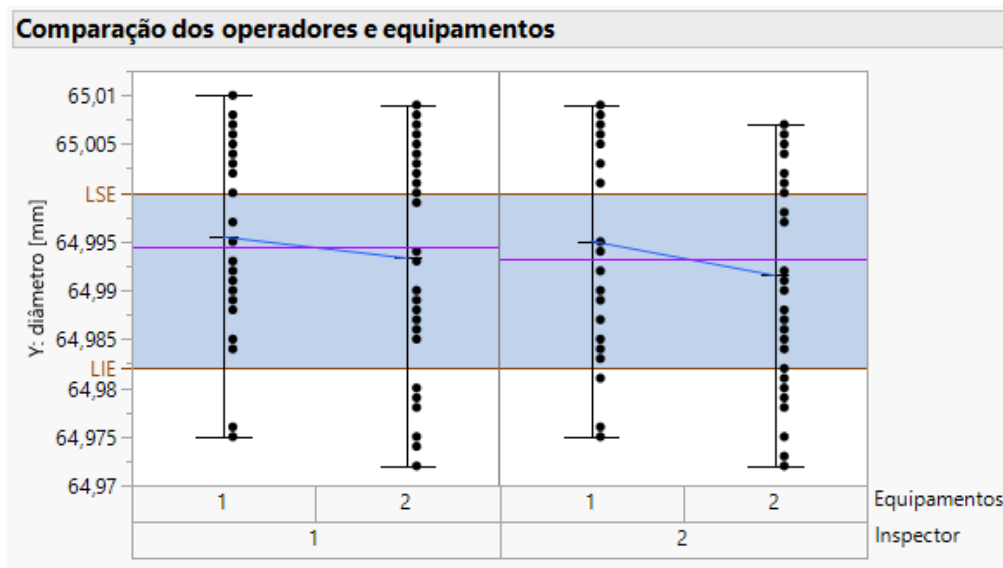 Comparação dos operadores e equipamentos
65,01
65,005
LSE
64,995
64,99
64,985
LIE
64,98
64,975
64,97
Y: diâmetro [mm]
1 2 1 2 Equipamentos
1 2 Inspector